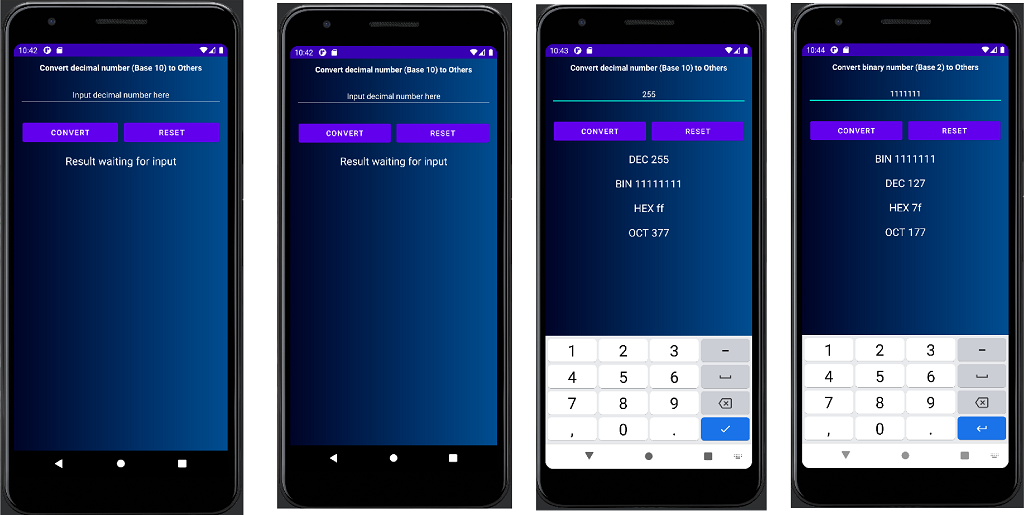 10:42
Convert decimal number (Base 10) to Others
Input decimal number here
CONVERT RESET
Result waiting for input
10:42
Convert decimal number (Base 10) to Others
Input decimal number here
CONVERT RESET
Result waiting for input
10:43
Convert decimal number (Base 10) to Others
255
CONVERT RESET
DEC 255
BIN 11111111
HEX ff
OCT 377
1 2 3 -
4 5 6
7 8 9
, 0 .
10:44
Convert binary number (Base 2) to Others
1111111
CONVERT RESET
BIN 1111111
DEC 127
HEX 7f
OCT 177
1 2 3 -
4 5 6
7 8 9
, 0 .